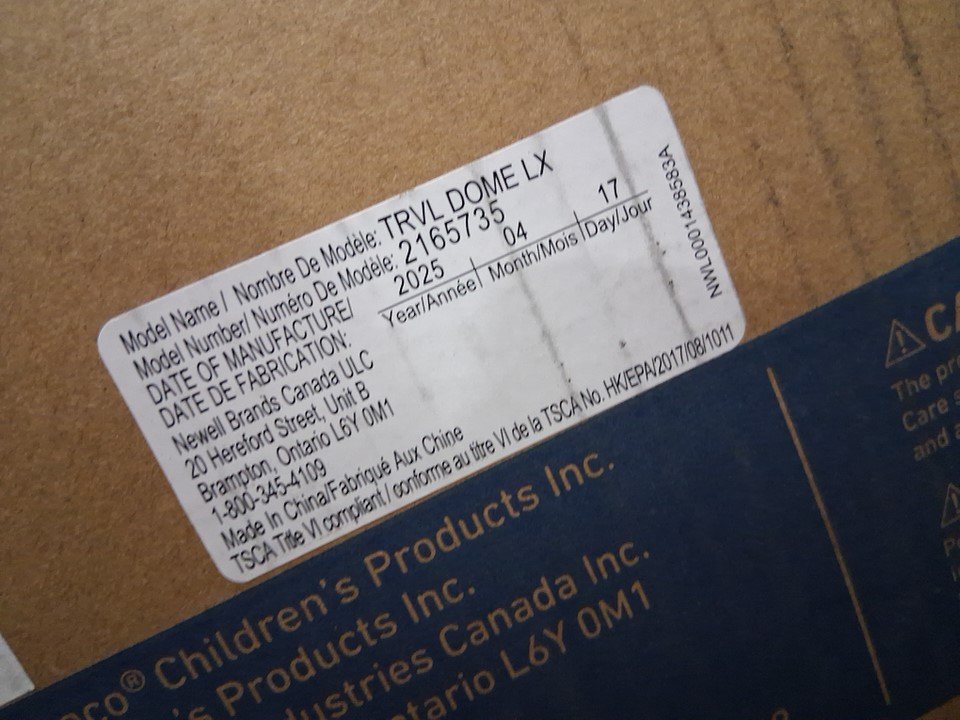 Model Name / Nombre De Modèle: TRVL DOME LX
Model Number/ Numéro De Modèle: 2165735
DATE OF MANUFACTURE/
DATE DE FABRICATION:
2025 04 17
Year/Année Month/Mois Day/Jour
Newell Brands Canada ULC
20 Hereford Street, Unit B
Brampton, Ontario L6Y 0M1
1-800-345-4109
Made In China/Fabriqué Aux Chine
TSCA Title VI compliant / conforme au titre VI de la TSCA No. HK/EPA/2017/08/1011
NWL0001438583A
Children's Products Inc.
Products Inc.
Canada Inc.
L6Y 0M1
The
Care
and